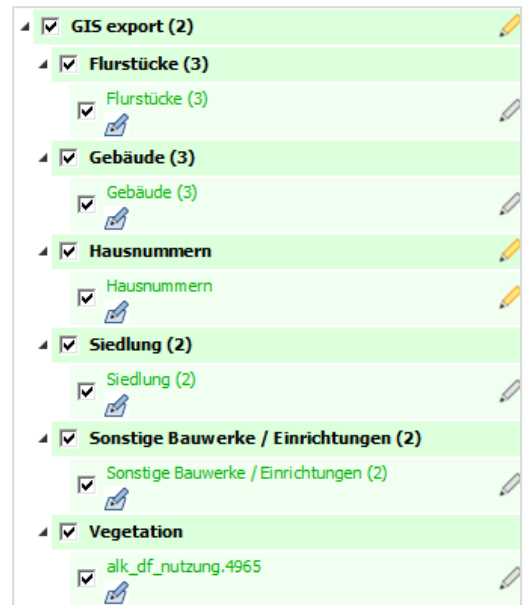 GIS export (2)
Flurstücke (3)
Flurstücke (3)
Gebäude (3)
Gebäude (3)
Hausnummern
Hausnummern
Siedlung (2)
Siedlung (2)
Sonstige Bauwerke / Einrichtungen (2)
Sonstige Bauwerke / Einrichtungen (2)
Vegetation
alk_df_nutzung.4965